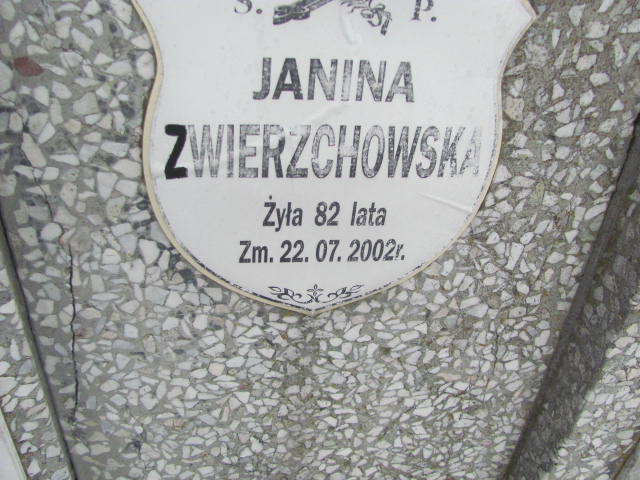 Ś. P.
JANINA
ZWIERZCHOWSKA
Żyła 82 lata
Zm. 22. 07. 2002r.